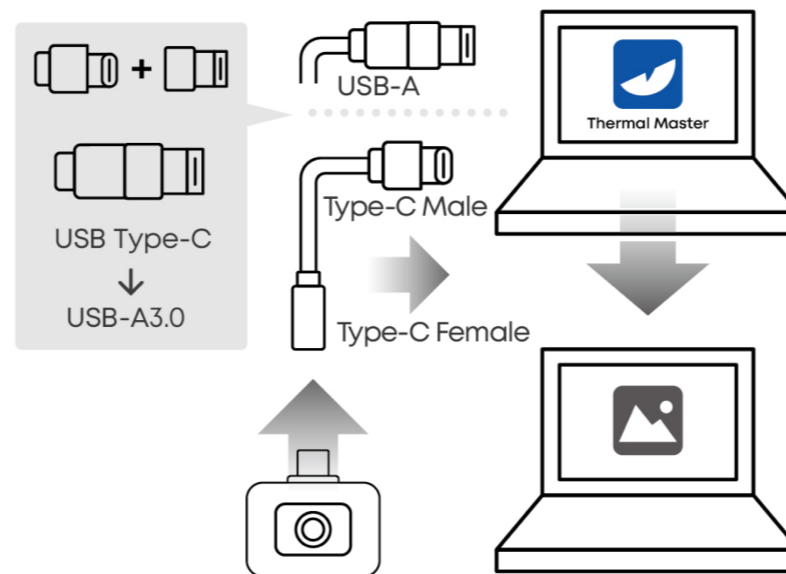 USB Type-C
↓
USB-A3.0
USB-A
Type-C Male
Type-C Female
Thermal Master